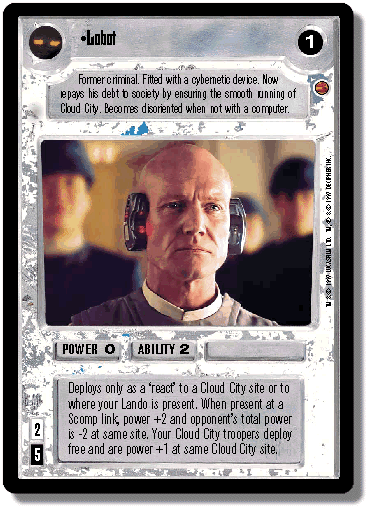 •Lobot
1
Former criminal. Fitted with a cybernetic device. Now
repays his debt to society by ensuring the smooth running of
Cloud City. Becomes disoriented when not with a computer.
POWER 0
ABILITY 2
Deploys only as a 'react' to a Cloud City site or to
where your Lando is present. When present at a
Scomp link, power +2 and opponent's total power
is -2 at same site. Your Cloud City troopers deploy
free and are power +1 at same Cloud City site.
2
5
TM & © 1997 LUCASFILM LTD. TM & © 1997 DECIPHER INC.